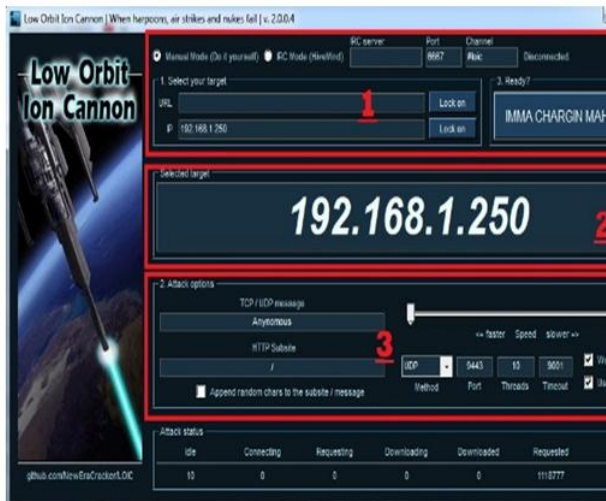 Low Orbit Ion Cannon | When harpoons, air strikes and nukes fail | v. 2.0.0.4
Low Orbit
Ion Cannon
IRC server Port Channel
Manual Mode (Do it yourself) IRC Mode (HiveMind) 6667 #loic Disconnected.
1. Select your target
3. Ready?
URL Lock on
1
IMMA CHARGIN MAH
IP 192.168.1.250 Lock on
Selected target
192.168.1.250
2
2. Attack options
TCP / UDP message
Anynomous
<= faster Speed slower =>
HTTP Subsite
3
/
UDP 9443 10 9001
Method Port Threads Timeout
Append random chars to the subsite / message
Attack status
Idle Connecting Requesting Downloading Downloaded Requested
10 0 0 0 0 1118777
github.com/NewEraCracker/LOIC